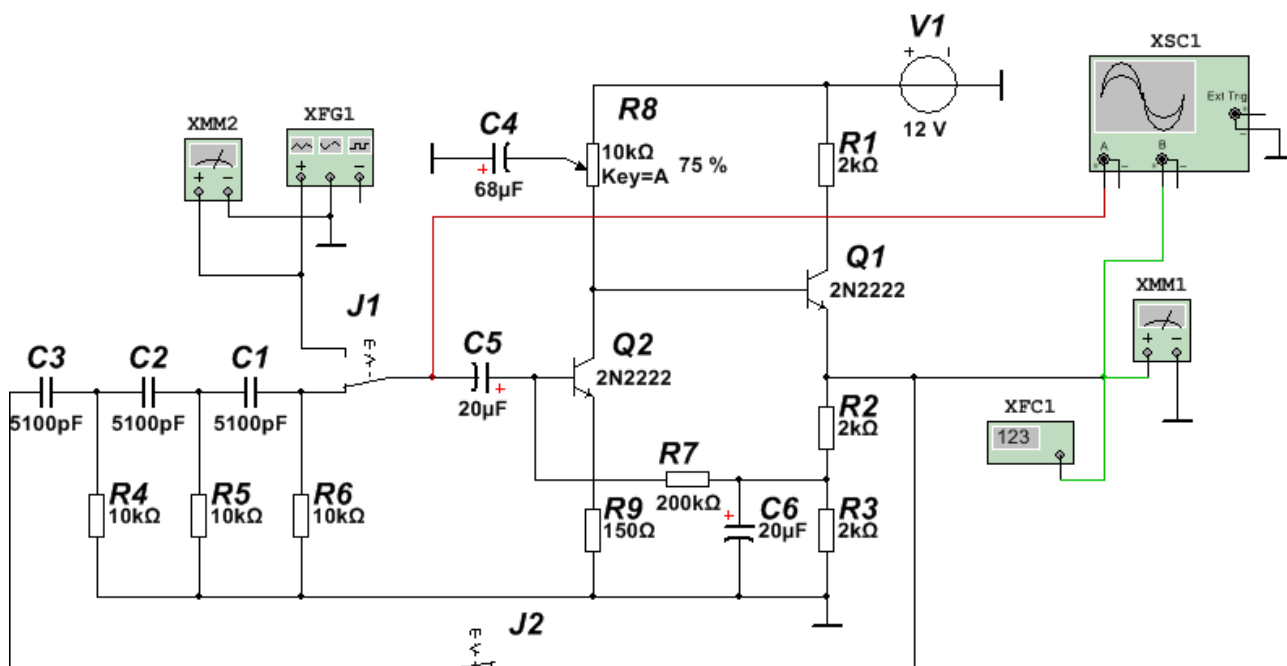 V1
+ -
12 V
XSC1
Ext Trig
+
-
A
B
+ -
+ -
XMM2
+ -
XFG1
+ -
C4
+
68µF
R8
10kΩ
Key=A
75 %
R1
2kΩ
Q1
2N2222
XMM1
+ -
J1
C3
5100pF
C2
5100pF
C1
5100pF
C5
+
20µF
Q2
2N2222
R2
2kΩ
XFC1
123
R7
200kΩ
R4
10kΩ
R5
10kΩ
R6
10kΩ
R9
150Ω
C6
+
20µF
R3
2kΩ
J2